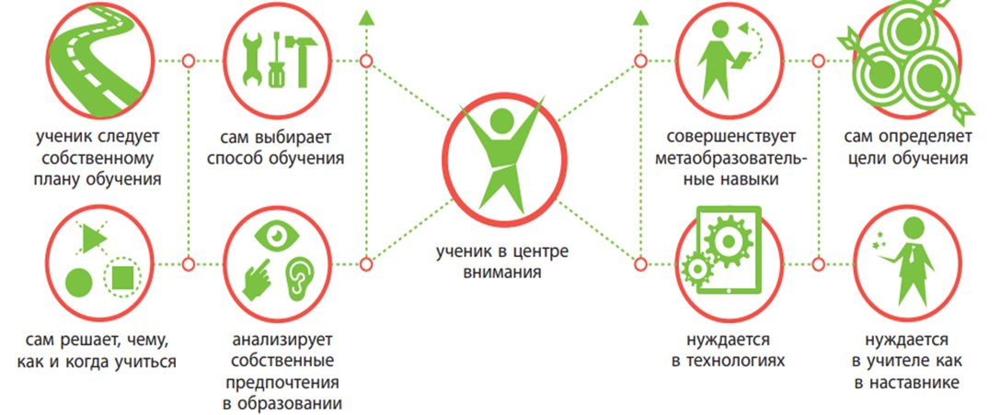 ученик следует
собственному
плану обучения
сам выбирает
способ обучения
совершенствует
метаобразователь-
ные навыки
сам определяет
цели обучения
ученик в центре
внимания
сам решает, чему,
как и когда учиться
анализирует
собственные
предпочтения
в образовании
нуждается
в технологиях
нуждается
в учителе как
в наставнике